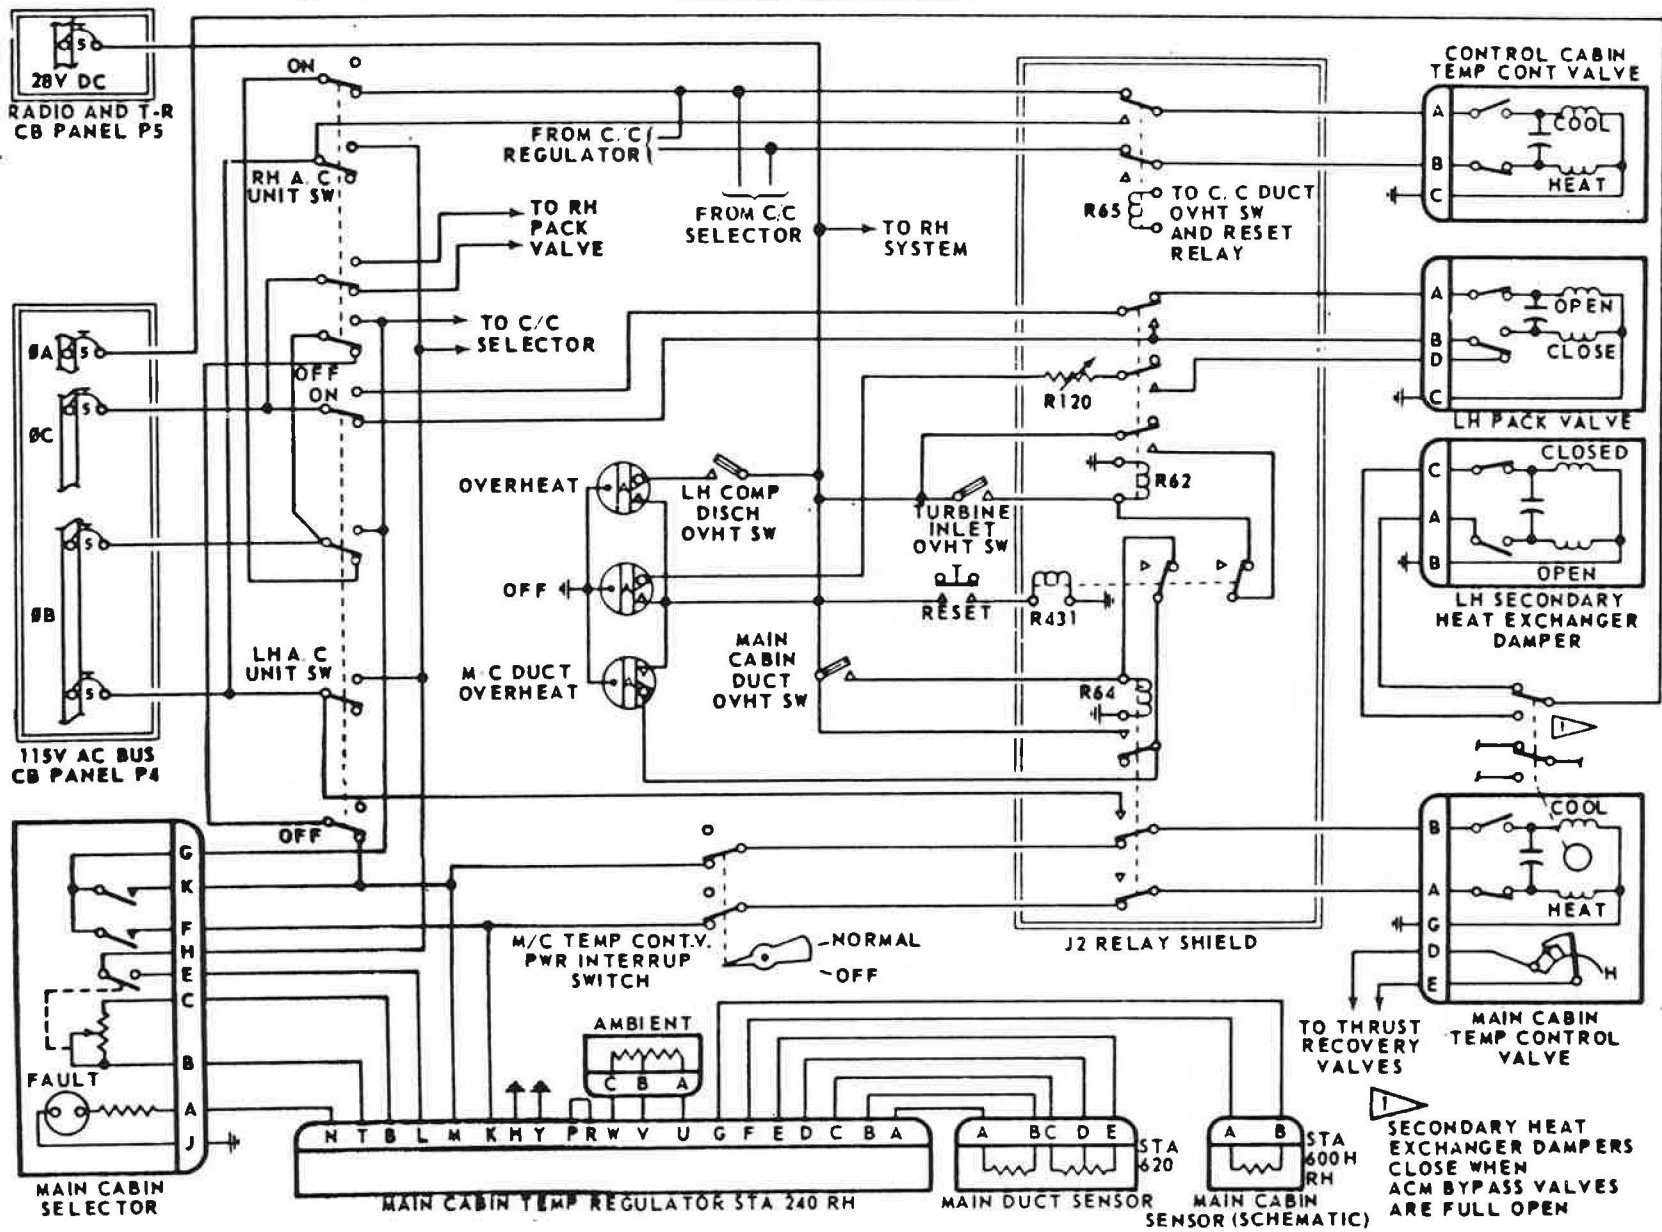 28V DC
RADIO AND T-R
CB PANEL P5
5
ON
FROM C/C
REGULATOR
RH A.C
UNIT SW
TO RH
PACK
VALVE
FROM C/C
SELECTOR
TO RH
SYSTEM
R65
TO C.C DUCT
OVHT SW
AND RESET
RELAY
CONTROL CABIN
TEMP CONT VALVE
A
B
C
COOL
HEAT
ØA
5
ØC
5
ØB
5
5
115V AC BUS
CB PANEL P4
TO C/C
SELECTOR
OFF
ON
R120
A
B
D
C
OPEN
CLOSE
LH PACK VALVE
OVERHEAT
LH COMP
DISCH
OVHT SW
TURBINE
INLET
OVHT SW
R62
C
A
B
CLOSED
OPEN
LH SECONDARY
HEAT EXCHANGER
DAMPER
OFF
RESET
R431
LH A.C
UNIT SW
M-C DUCT
OVERHEAT
MAIN
CABIN
DUCT
OVHT SW
R64
1
OFF
G
K
F
H
E
C
B
A
J
FAULT
MAIN CABIN
SELECTOR
M/C TEMP CONT.V.
PWR INTERRUP
SWITCH
NORMAL
OFF
J2 RELAY SHIELD
B
A
G
D
E
COOL
HEAT
H
MAIN CABIN
TEMP CONTROL
VALVE
TO THRUST
RECOVERY
VALVES
AMBIENT
C B A
N T B L M K H Y P R W V U G F E D C B A
MAIN CABIN TEMP REGULATOR STA 240 RH
A B C D E
STA
620
MAIN DUCT SENSOR
A B
STA
600H
RH
MAIN CABIN
SENSOR (SCHEMATIC)
1
SECONDARY HEAT
EXCHANGER DAMPERS
CLOSE WHEN
ACM BYPASS VALVES
ARE FULL OPEN